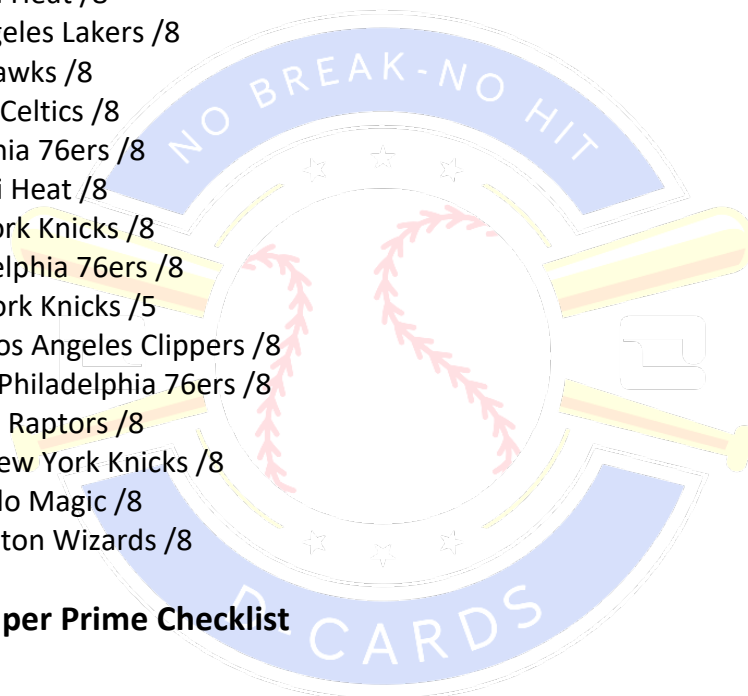 Heat /8
geles Lakers /8
awks /8
Celtics /8
nia 76ers /8
i Heat /8
ork Knicks /8
elphia 76ers /8
ork Knicks /5
os Angeles Clippers /8
Philadelphia 76ers /8
Raptors /8
ew York Knicks /8
do Magic /8
ton Wizards /8
per Prime Checklist
NO BREAK-NO HIT
CARDS